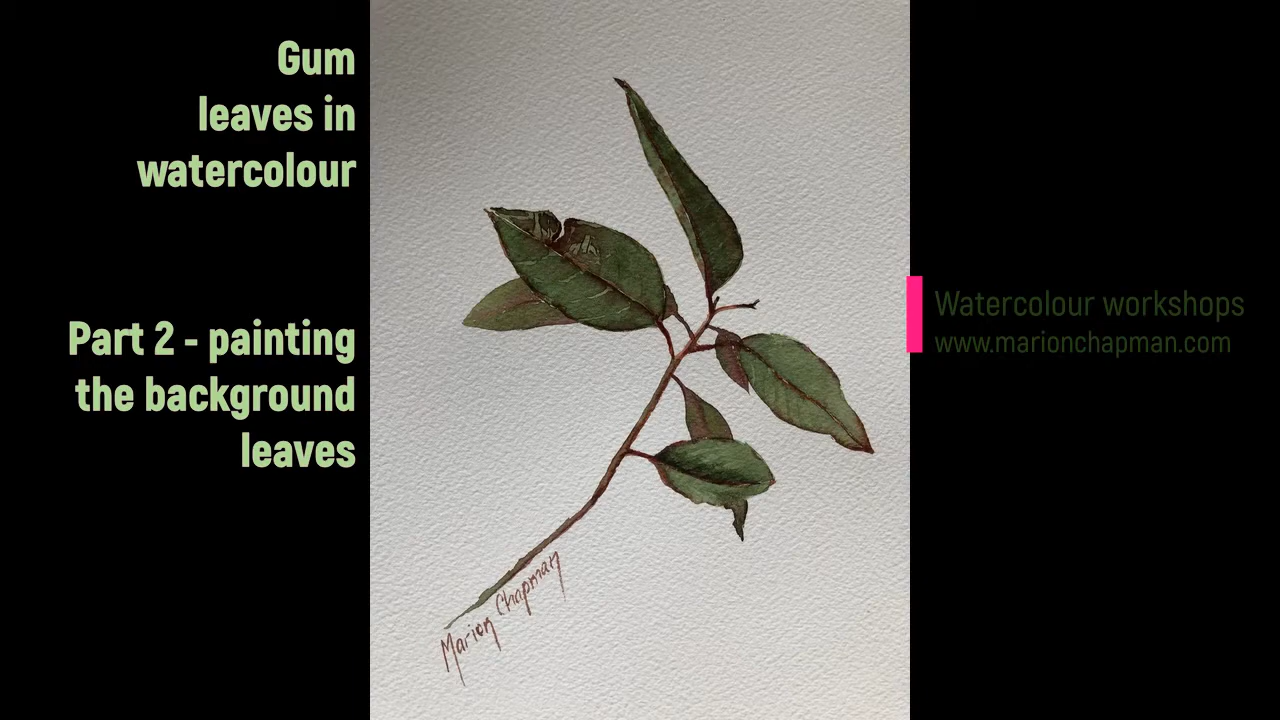 Gum
leaves in
watercolour
Part 2 - painting
the background
leaves
Watercolour workshops
www.marionchapman.com
Marion Chapman